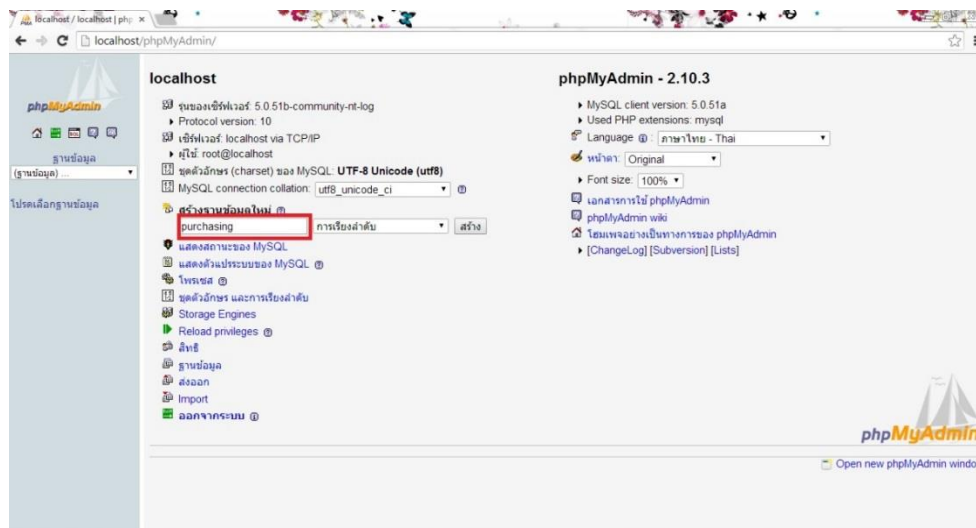 localhost / localhost | php
localhost/phpMyAdmin/
phpMyAdmin
ฐานข้อมูล
(ฐานข้อมูล) ...
โปรดเลือกฐานข้อมูล
localhost
รุ่นของเซิร์ฟเวอร์: 5.0.51b-community-nt-log
Protocol version: 10
เซิร์ฟเวอร์: localhost via TCP/IP
ผู้ใช้: root@localhost
ชุดตัวอักษร (charset) ของ MySQL: UTF-8 Unicode (utf8)
MySQL connection collation: utf8_unicode_ci
สร้างฐานข้อมูลใหม่
purchasing การเรียงลำดับ สร้าง
แสดงสถานะของ MySQL
แสดงตัวแปรระบบของ MySQL
โพรเซส
ชุดตัวอักษร และการเรียงลำดับ
Storage Engines
Reload privileges
สิทธิ
ฐานข้อมูล
ส่งออก
Import
ออกจากระบบ
phpMyAdmin - 2.10.3
MySQL client version: 5.0.51a
Used PHP extensions: mysql
Language : ภาษาไทย - Thai
หน้าตา: Original
Font size: 100%
เอกสารการใช้ phpMyAdmin
phpMyAdmin wiki
โฮมเพจอย่างเป็นทางการของ phpMyAdmin
[ChangeLog] [Subversion] [Lists]
phpMyAdmin
Open new phpMyAdmin windo